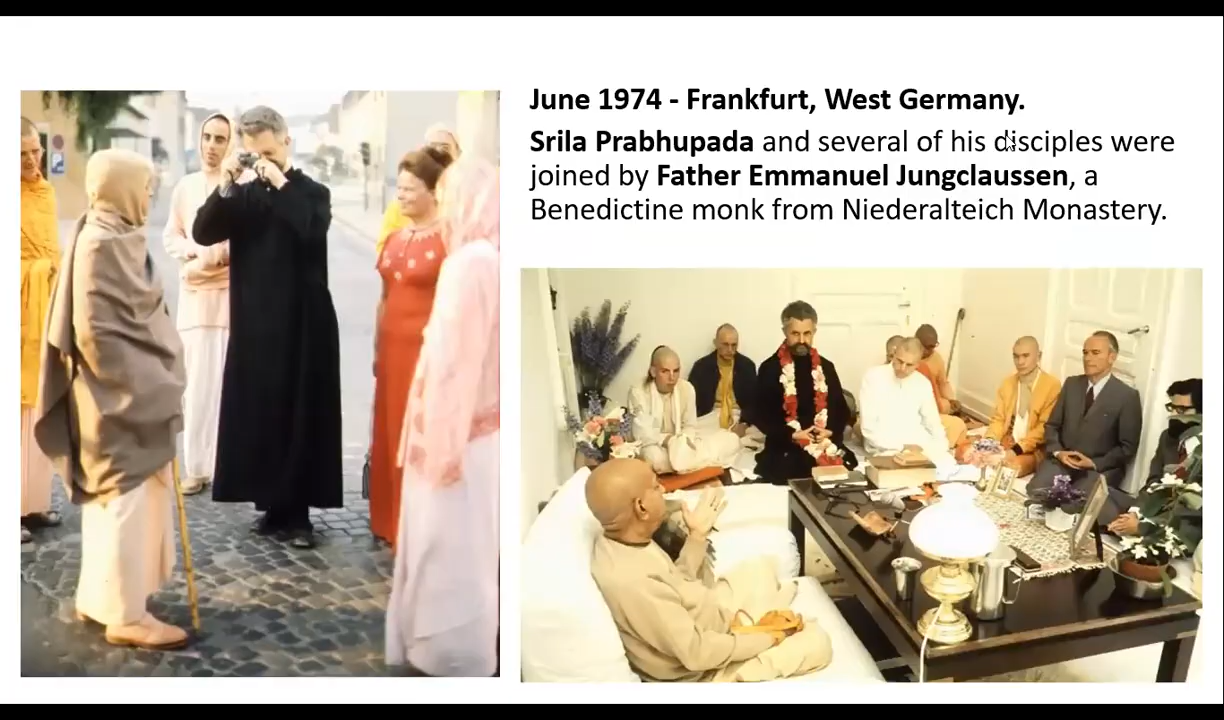 June 1974 - Frankfurt, West Germany.
Srila Prabhupada and several of his disciples were
joined by Father Emmanuel Jungclaussen, a
Benedictine monk from Niederalteich Monastery.